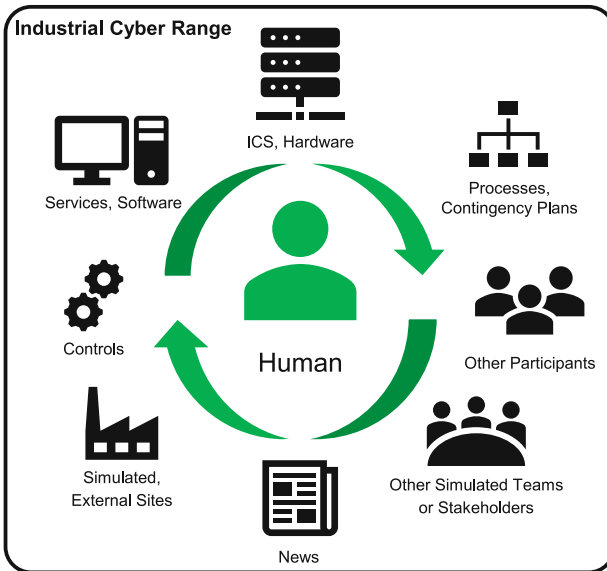 Industrial Cyber Range
ICS, Hardware
Services, Software
Processes,
Contingency Plans
Human
Controls
Other Participants
Simulated,
External Sites
Other Simulated Teams
or Stakeholders
News